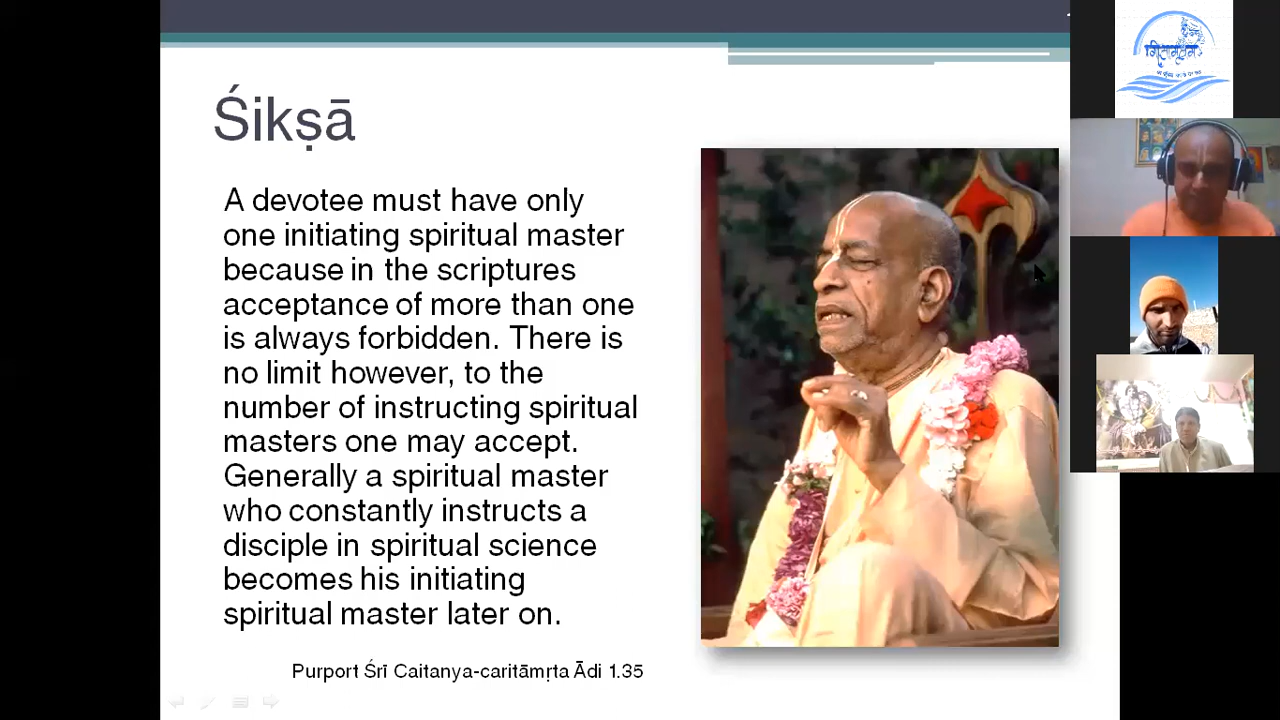 Śikṣā
A devotee must have only
one initiating spiritual master
because in the scriptures
acceptance of more than one
is always forbidden. There is
no limit however, to the
number of instructing spiritual
masters one may accept.
Generally a spiritual master
who constantly instructs a
disciple in spiritual science
becomes his initiating
spiritual master later on.
Purport Śrī Caitanya-caritāmṛta Ādi 1.35